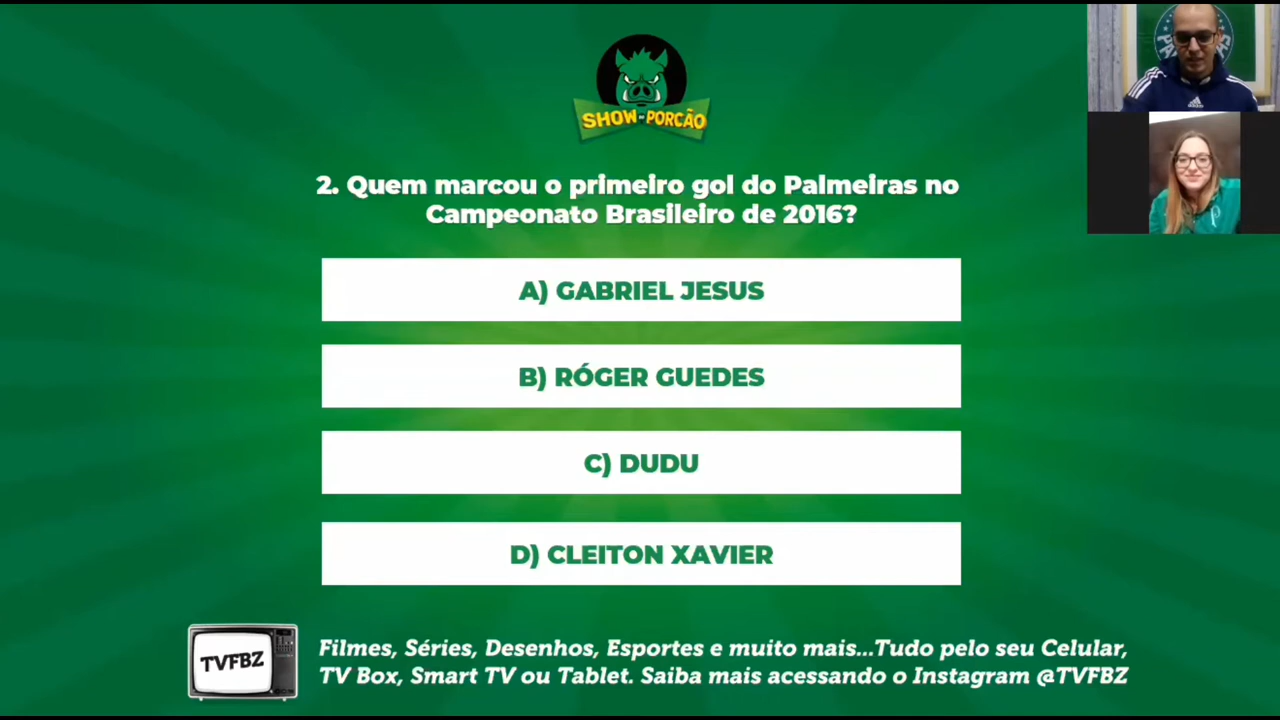 SHOW-PORCÃO
2. Quem marcou o primeiro gol do Palmeiras no
Campeonato Brasileiro de 2016?
A) GABRIEL JESUS
B) RÓGER GUEDES
C) DUDU
D) CLEITON XAVIER
TVFBZ
Filmes, Séries, Desenhos, Esportes e muito mais...Tudo pelo seu Celular,
TV Box, Smart TV ou Tablet. Saiba mais acessando o Instagram @TVFBZ